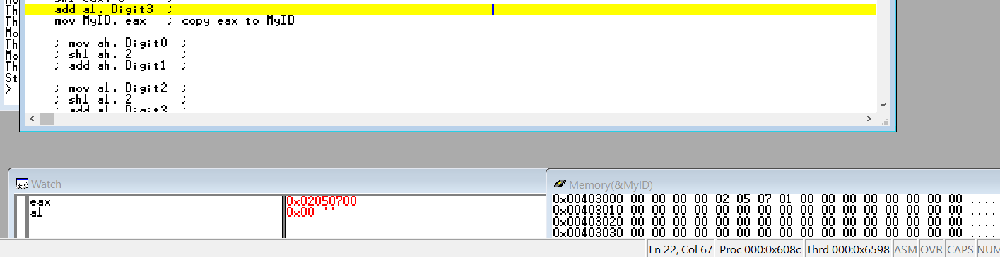 Th
Th
Mo
Th
Mo
Th
St
>
add al, Digit3 ;
mov MyID, eax ; copy eax to MyID
; mov ah, Digit0 ;
; shl ah, 2 ;
; add ah, Digit1 ;
; mov al, Digit2 ;
; shl al, 2 ;
; add al, Digit3 ;
Watch
eax 0x02050700
al 0x00 ''
Memory(&MyID)
0x00403000 00 00 00 00 02 05 07 01 00 00 00 00 00 00 00 00 ....
0x00403010 00 00 00 00 00 00 00 00 00 00 00 00 00 00 00 00 ....
0x00403020 00 00 00 00 00 00 00 00 00 00 00 00 00 00 00 00 ....
0x00403030 00 00 00 00 00 00 00 00 00 00 00 00 00 00 00 00 ....
Ln 22, Col 67 Proc 000:0x608c Thrd 000:0x6598 ASM OVR CAPS NUM